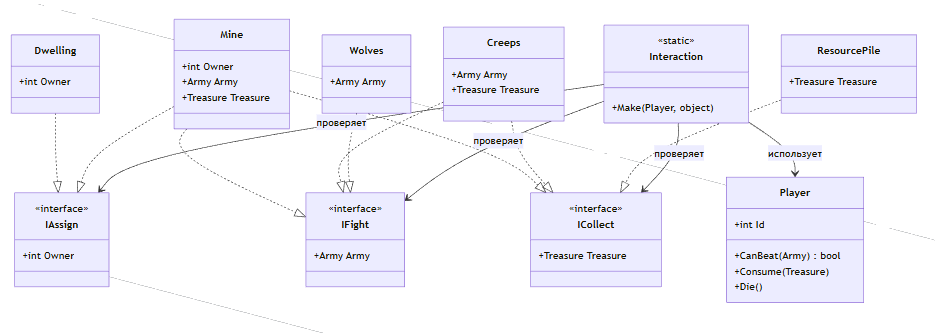 Dwelling
+int Owner
Mine
+int Owner
+Army Army
+Treasure Treasure
Wolves
+Army Army
Creeps
+Army Army
+Treasure Treasure
«static»
Interaction
+Make(Player, object)
ResourcePile
+Treasure Treasure
проверяет
проверяет
проверяет
использует
«interface»
IAssign
+int Owner
«interface»
IFight
+Army Army
«interface»
ICollect
+Treasure Treasure
Player
+int Id
+CanBeat(Army) : bool
+Consume(Treasure)
+Die()